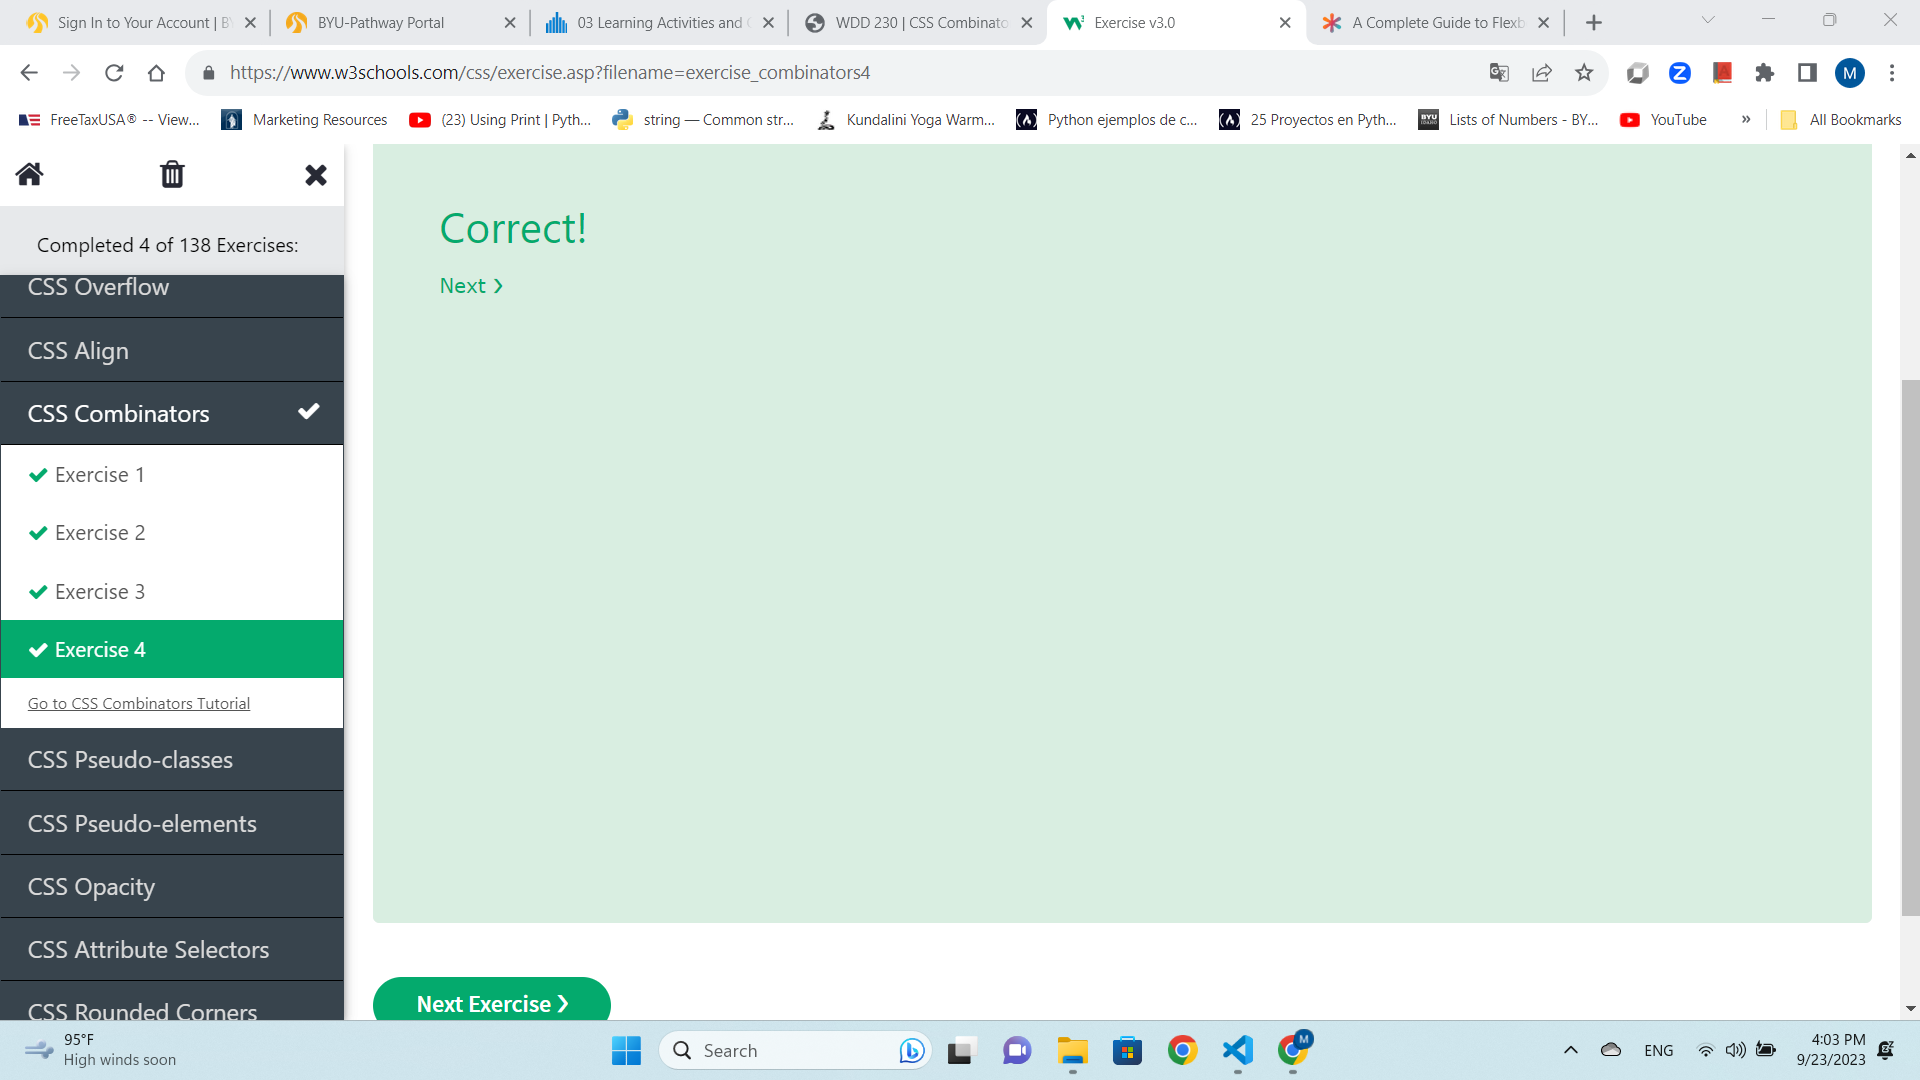 Sign In to Your Account | BY
BYU-Pathway Portal
03 Learning Activities and
WDD 230 | CSS Combinato
Exercise v3.0
A Complete Guide to Flexb
https://www.w3schools.com/css/exercise.asp?filename=exercise_combinators4
M
FreeTaxUSA® -- View...
Marketing Resources
(23) Using Print | Pyth...
string — Common str...
Kundalini Yoga Warm...
Python ejemplos de c...
25 Proyectos en Pyth...
Lists of Numbers - BY...
YouTube
»
All Bookmarks
Completed 4 of 138 Exercises:
CSS Overflow
CSS Align
CSS Combinators
Exercise 1
Exercise 2
Exercise 3
Exercise 4
Go to CSS Combinators Tutorial
CSS Pseudo-classes
CSS Pseudo-elements
CSS Opacity
CSS Attribute Selectors
CSS Rounded Corners
Correct!
Next ❯
Next Exercise ❯
95°F
High winds soon
Search
M
ENG
4:03 PM
9/23/2023